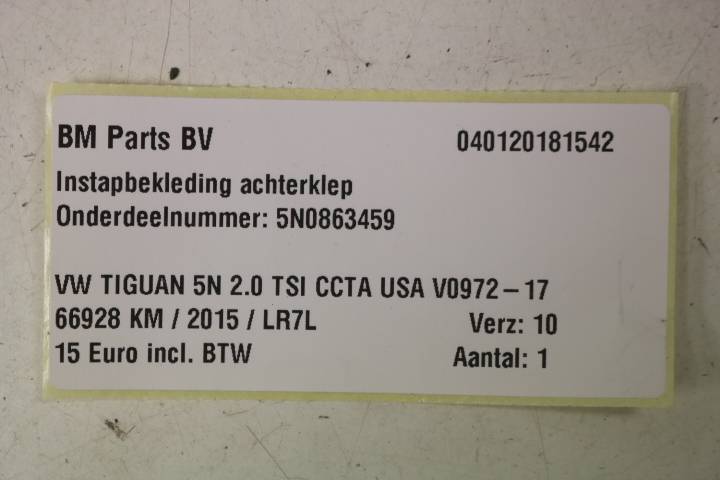 BM Parts BV 040120181542
Instapbekleding achterklep
Onderdeelnummer: 5N0863459
VW TIGUAN 5N 2.0 TSI CCTA USA V0972-17
66928 KM / 2015 / LR7L Verz: 10
15 Euro incl. BTW Aantal: 1